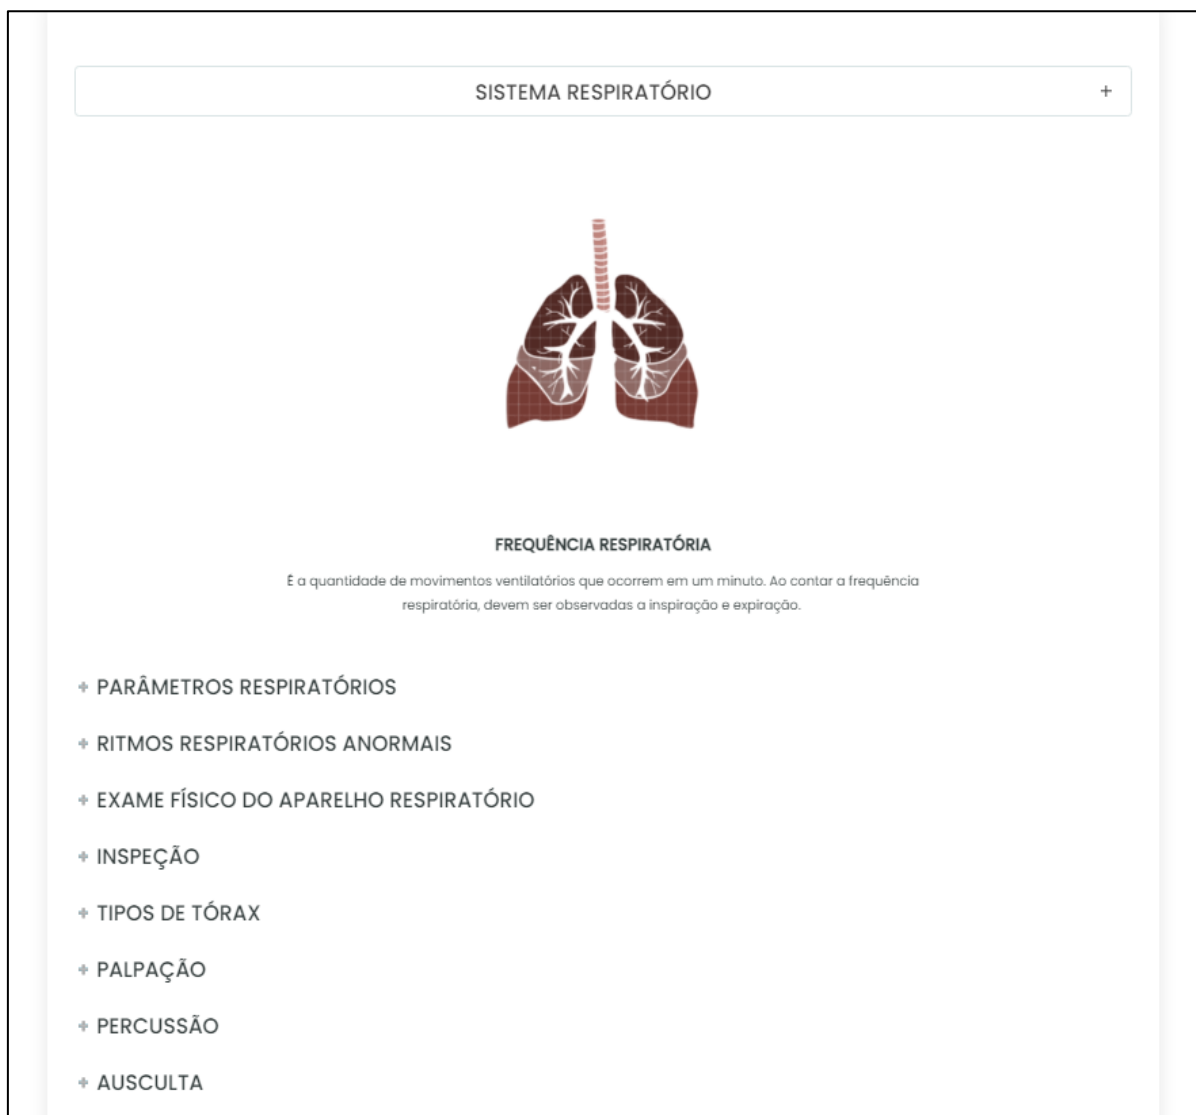 SISTEMA RESPIRATÓRIO +
FREQUÊNCIA RESPIRATÓRIA
É a quantidade de movimentos ventilatórios que ocorrem em um minuto. Ao contar a frequência
respiratória, devem ser observadas a inspiração e expiração.
+ PARÂMETROS RESPIRATÓRIOS
+ RITMOS RESPIRATÓRIOS ANORMAIS
+ EXAME FÍSICO DO APARELHO RESPIRATÓRIO
+ INSPEÇÃO
+ TIPOS DE TÓRAX
+ PALPAÇÃO
+ PERCUSSÃO
+ AUSCULTA